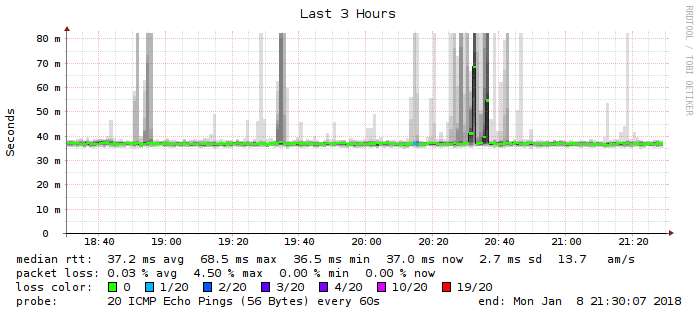 Last 3 Hours
RRDTOOL / TOBI OETIKER
Seconds
80 m
70 m
60 m
50 m
40 m
30 m
20 m
10 m
0
18:40 19:00 19:20 19:40 20:00 20:20 20:40 21:00 21:20
median rtt: 37.2 ms avg 68.5 ms max 36.5 ms min 37.0 ms now 2.7 ms sd 13.7 am/s
packet loss: 0.03 % avg 4.50 % max 0.00 % min 0.00 % now
loss color: 0 1/20 2/20 3/20 4/20 10/20 19/20
probe: 20 ICMP Echo Pings (56 Bytes) every 60s end: Mon Jan 8 21:30:07 2018